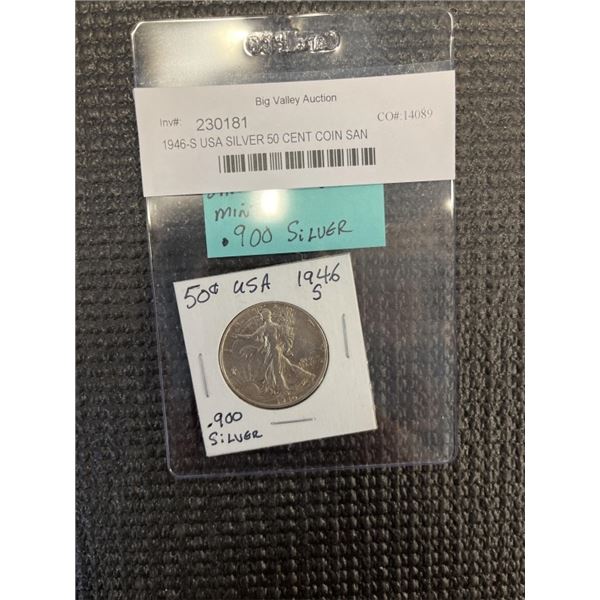 Big Valley Auction
Inv#: 230181 CO#:14089
1946-S USA SILVER 50 CENT COIN SAN
MIN
.900 SILVER
50¢ USA 1946
S
.900
SILVER